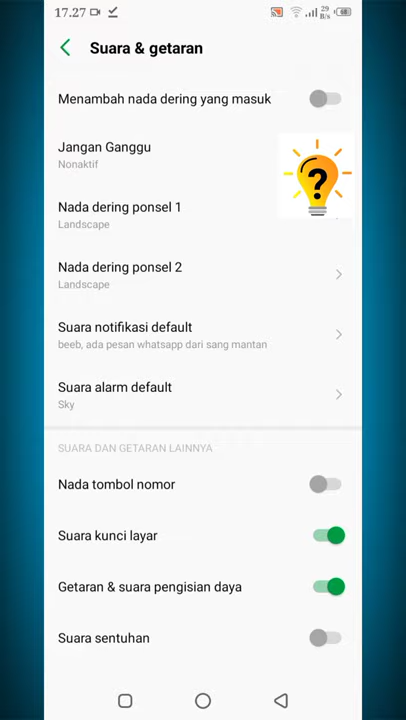 17.27
29
B/s
48
Suara & getaran
Menambah nada dering yang masuk
Jangan Ganggu
Nonaktif
?
Nada dering ponsel 1
Landscape
Nada dering ponsel 2
Landscape
Suara notifikasi default
beeb, ada pesan whatsapp dari sang mantan
Suara alarm default
Sky
SUARA DAN GETARAN LAINNYA
Nada tombol nomor
Suara kunci layar
Getaran & suara pengisian daya
Suara sentuhan